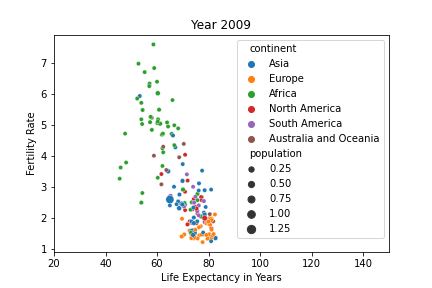 Year 2009
Fertility Rate
7
6
5
4
3
2
1
20
40
60
80
100
120
140
Life Expectancy in Years
continent
Asia
Europe
Africa
North America
South America
Australia and Oceania
population
0.25
0.50
0.75
1.00
1.25